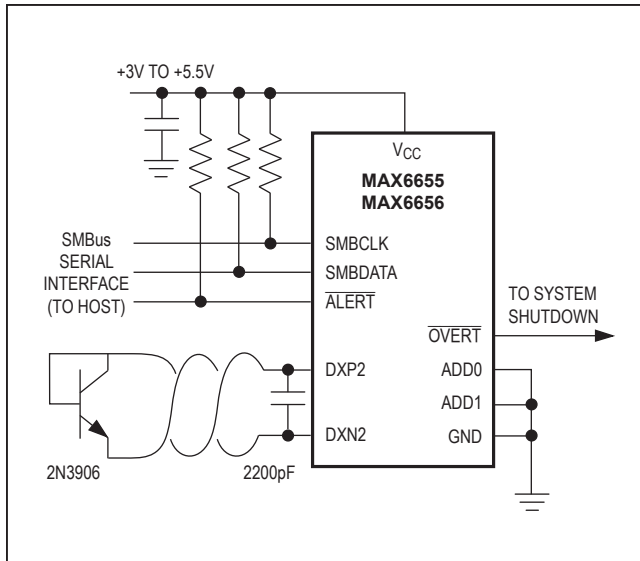 +3V TO +5.5V
VCC
MAX6655
MAX6656
SMBus
SERIAL
INTERFACE
(TO HOST)
SMBCLK
SMBDATA
ALERT
TO SYSTEM
SHUTDOWN
OVERT
DXP2
ADD0
ADD1
DXN2
GND
2N3906
2200pF